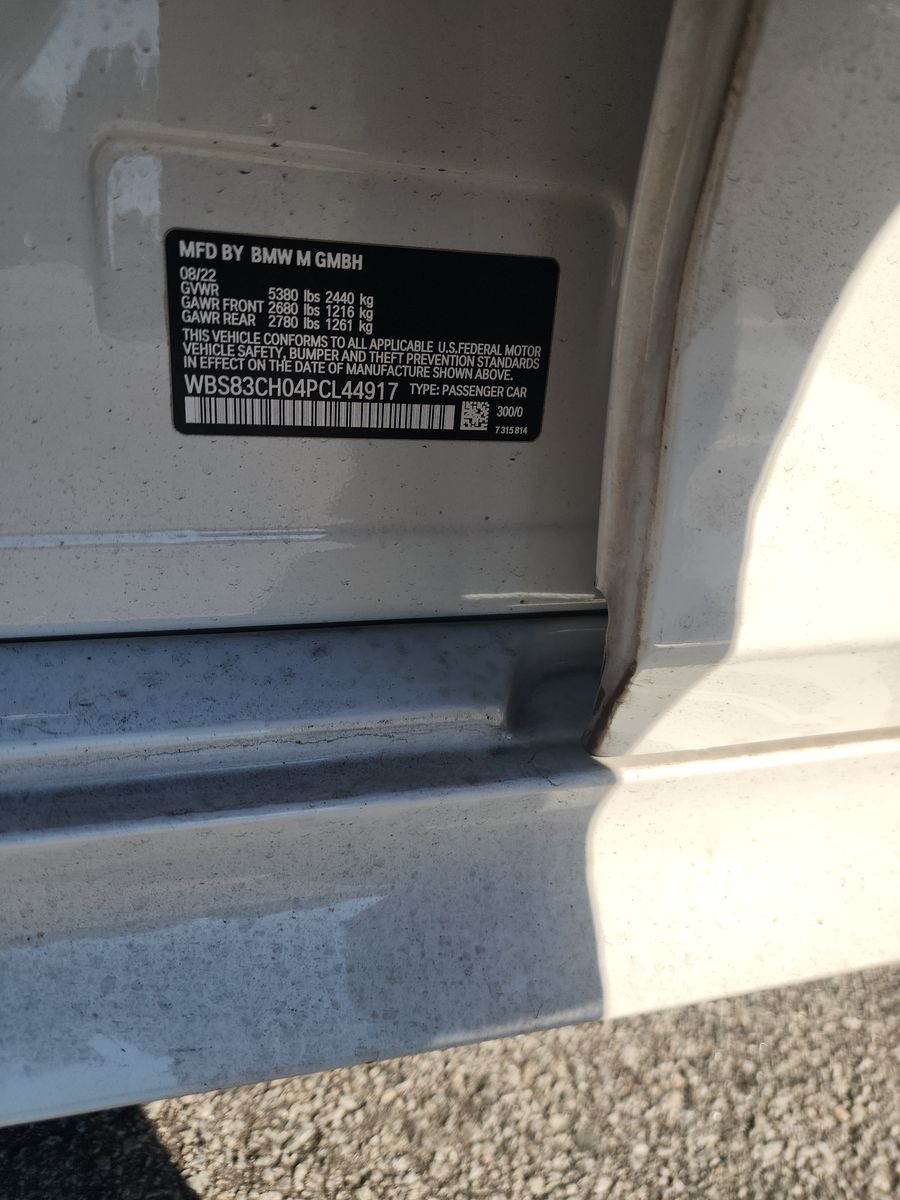 MFD BY BMW M GMBH
08/22
GVWR 5380 lbs 2440 kg
GAWR FRONT 2680 lbs 1216 kg
GAWR REAR 2780 lbs 1261 kg
THIS VEHICLE CONFORMS TO ALL APPLICABLE U.S.FEDERAL MOTOR
VEHICLE SAFETY, BUMPER AND THEFT PREVENTION STANDARDS
IN EFFECT ON THE DATE OF MANUFACTURE SHOWN ABOVE.
WBS83CH04PCL44917 TYPE: PASSENGER CAR
300/0
7 315 814